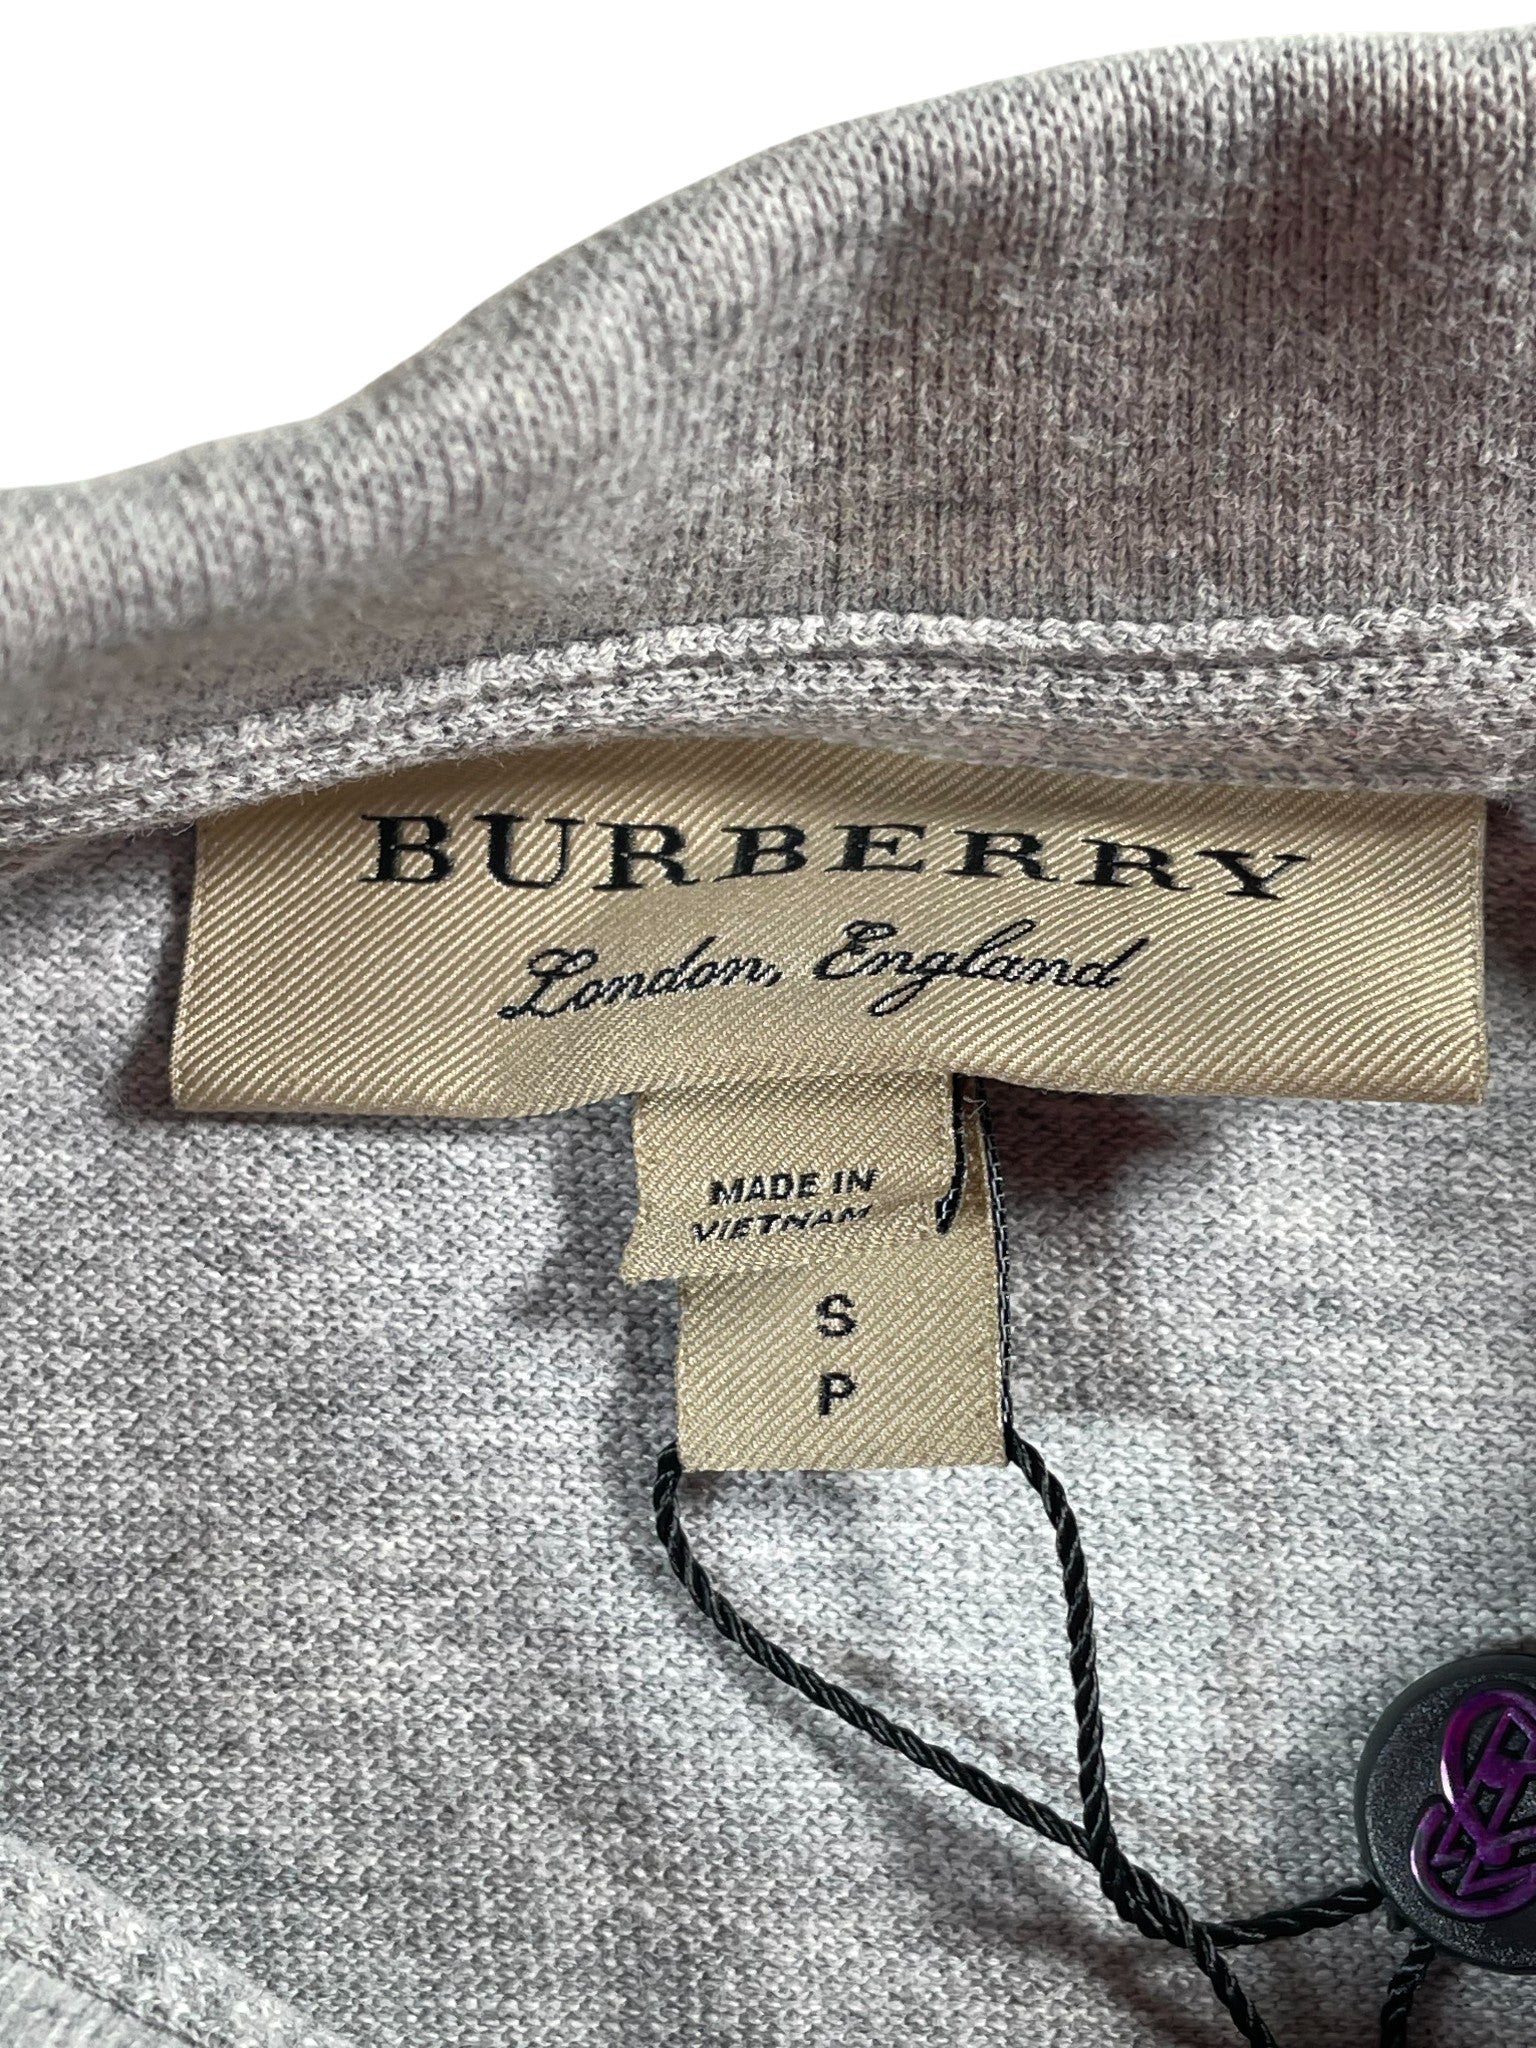 BURBERRY
London, England
MADE IN
VIETNAM
S
P